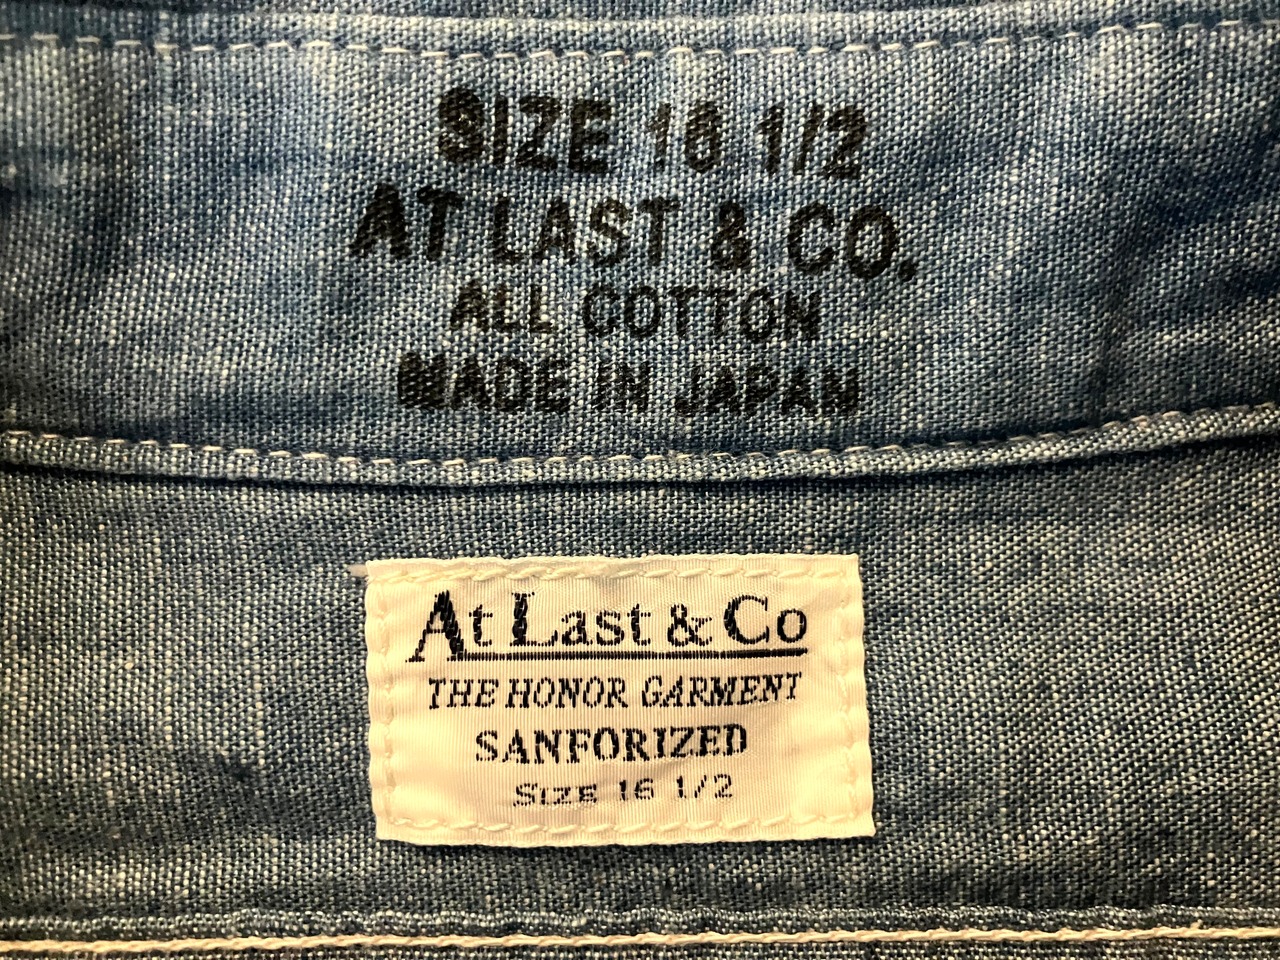 SIZE 16 1/2
AT LAST & CO.
ALL COTTON
MADE IN JAPAN
At Last & Co
THE HONOR GARMENT
SANFORIZED
SIZE 16 1/2